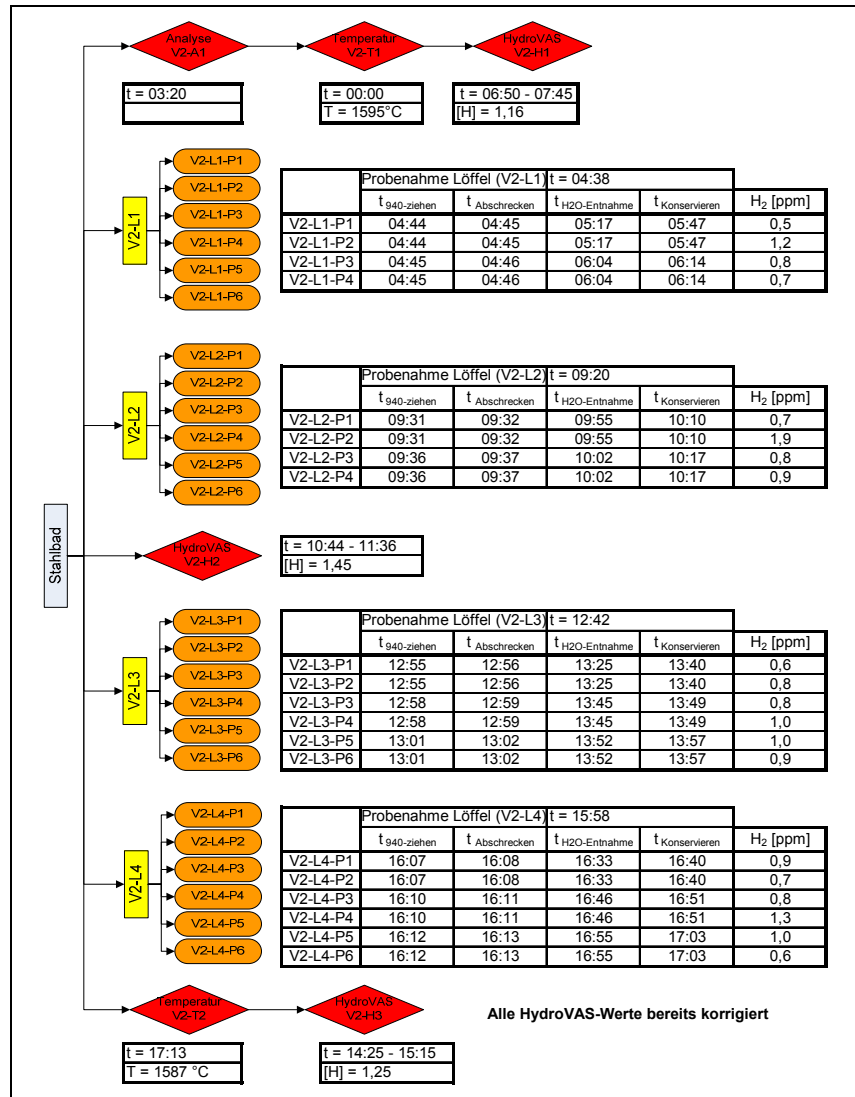 Analyse
V2-A1
Temperatur
V2-T1
HydroVAS
V2-H1
t = 03:20
t = 00:00
T = 1595°C
t = 06:50 - 07:45
[H] = 1,16
Stahlbad
V2-L1
V2-L1-P1
V2-L1-P2
V2-L1-P3
V2-L1-P4
V2-L1-P5
V2-L1-P6
Probenahme Löffel (V2-L1) t = 04:38
t 940-ziehen t Abschrecken t H2O-Entnahme t Konservieren H2 [ppm]
V2-L1-P1 04:44 04:45 05:17 05:47 0,5
V2-L1-P2 04:44 04:45 05:17 05:47 1,2
V2-L1-P3 04:45 04:46 06:04 06:14 0,8
V2-L1-P4 04:45 04:46 06:04 06:14 0,7
V2-L2
V2-L2-P1
V2-L2-P2
V2-L2-P3
V2-L2-P4
V2-L2-P5
V2-L2-P6
Probenahme Löffel (V2-L2) t = 09:20
t 940-ziehen t Abschrecken t H2O-Entnahme t Konservieren H2 [ppm]
V2-L2-P1 09:31 09:32 09:55 10:10 0,7
V2-L2-P2 09:31 09:32 09:55 10:10 1,9
V2-L2-P3 09:36 09:37 10:02 10:17 0,8
V2-L2-P4 09:36 09:37 10:02 10:17 0,9
HydroVAS
V2-H2
t = 10:44 - 11:36
[H] = 1,45
V2-L3
V2-L3-P1
V2-L3-P2
V2-L3-P3
V2-L3-P4
V2-L3-P5
V2-L3-P6
Probenahme Löffel (V2-L3) t = 12:42
t 940-ziehen t Abschrecken t H2O-Entnahme t Konservieren H2 [ppm]
V2-L3-P1 12:55 12:56 13:25 13:40 0,6
V2-L3-P2 12:55 12:56 13:25 13:40 0,8
V2-L3-P3 12:58 12:59 13:45 13:49 0,8
V2-L3-P4 12:58 12:59 13:45 13:49 1,0
V2-L3-P5 13:01 13:02 13:52 13:57 1,0
V2-L3-P6 13:01 13:02 13:52 13:57 0,9
V2-L4
V2-L4-P1
V2-L4-P2
V2-L4-P3
V2-L4-P4
V2-L4-P5
V2-L4-P6
Probenahme Löffel (V2-L4) t = 15:58
t 940-ziehen t Abschrecken t H2O-Entnahme t Konservieren H2 [ppm]
V2-L4-P1 16:07 16:08 16:33 16:40 0,9
V2-L4-P2 16:07 16:08 16:33 16:40 0,7
V2-L4-P3 16:10 16:11 16:46 16:51 0,8
V2-L4-P4 16:10 16:11 16:46 16:51 1,3
V2-L4-P5 16:12 16:13 16:55 17:03 1,0
V2-L4-P6 16:12 16:13 16:55 17:03 0,6
Temperatur
V2-T2
HydroVAS
V2-H3
Alle HydroVAS-Werte bereits korrigiert
t = 17:13
T = 1587 °C
t = 14:25 - 15:15
[H] = 1,25